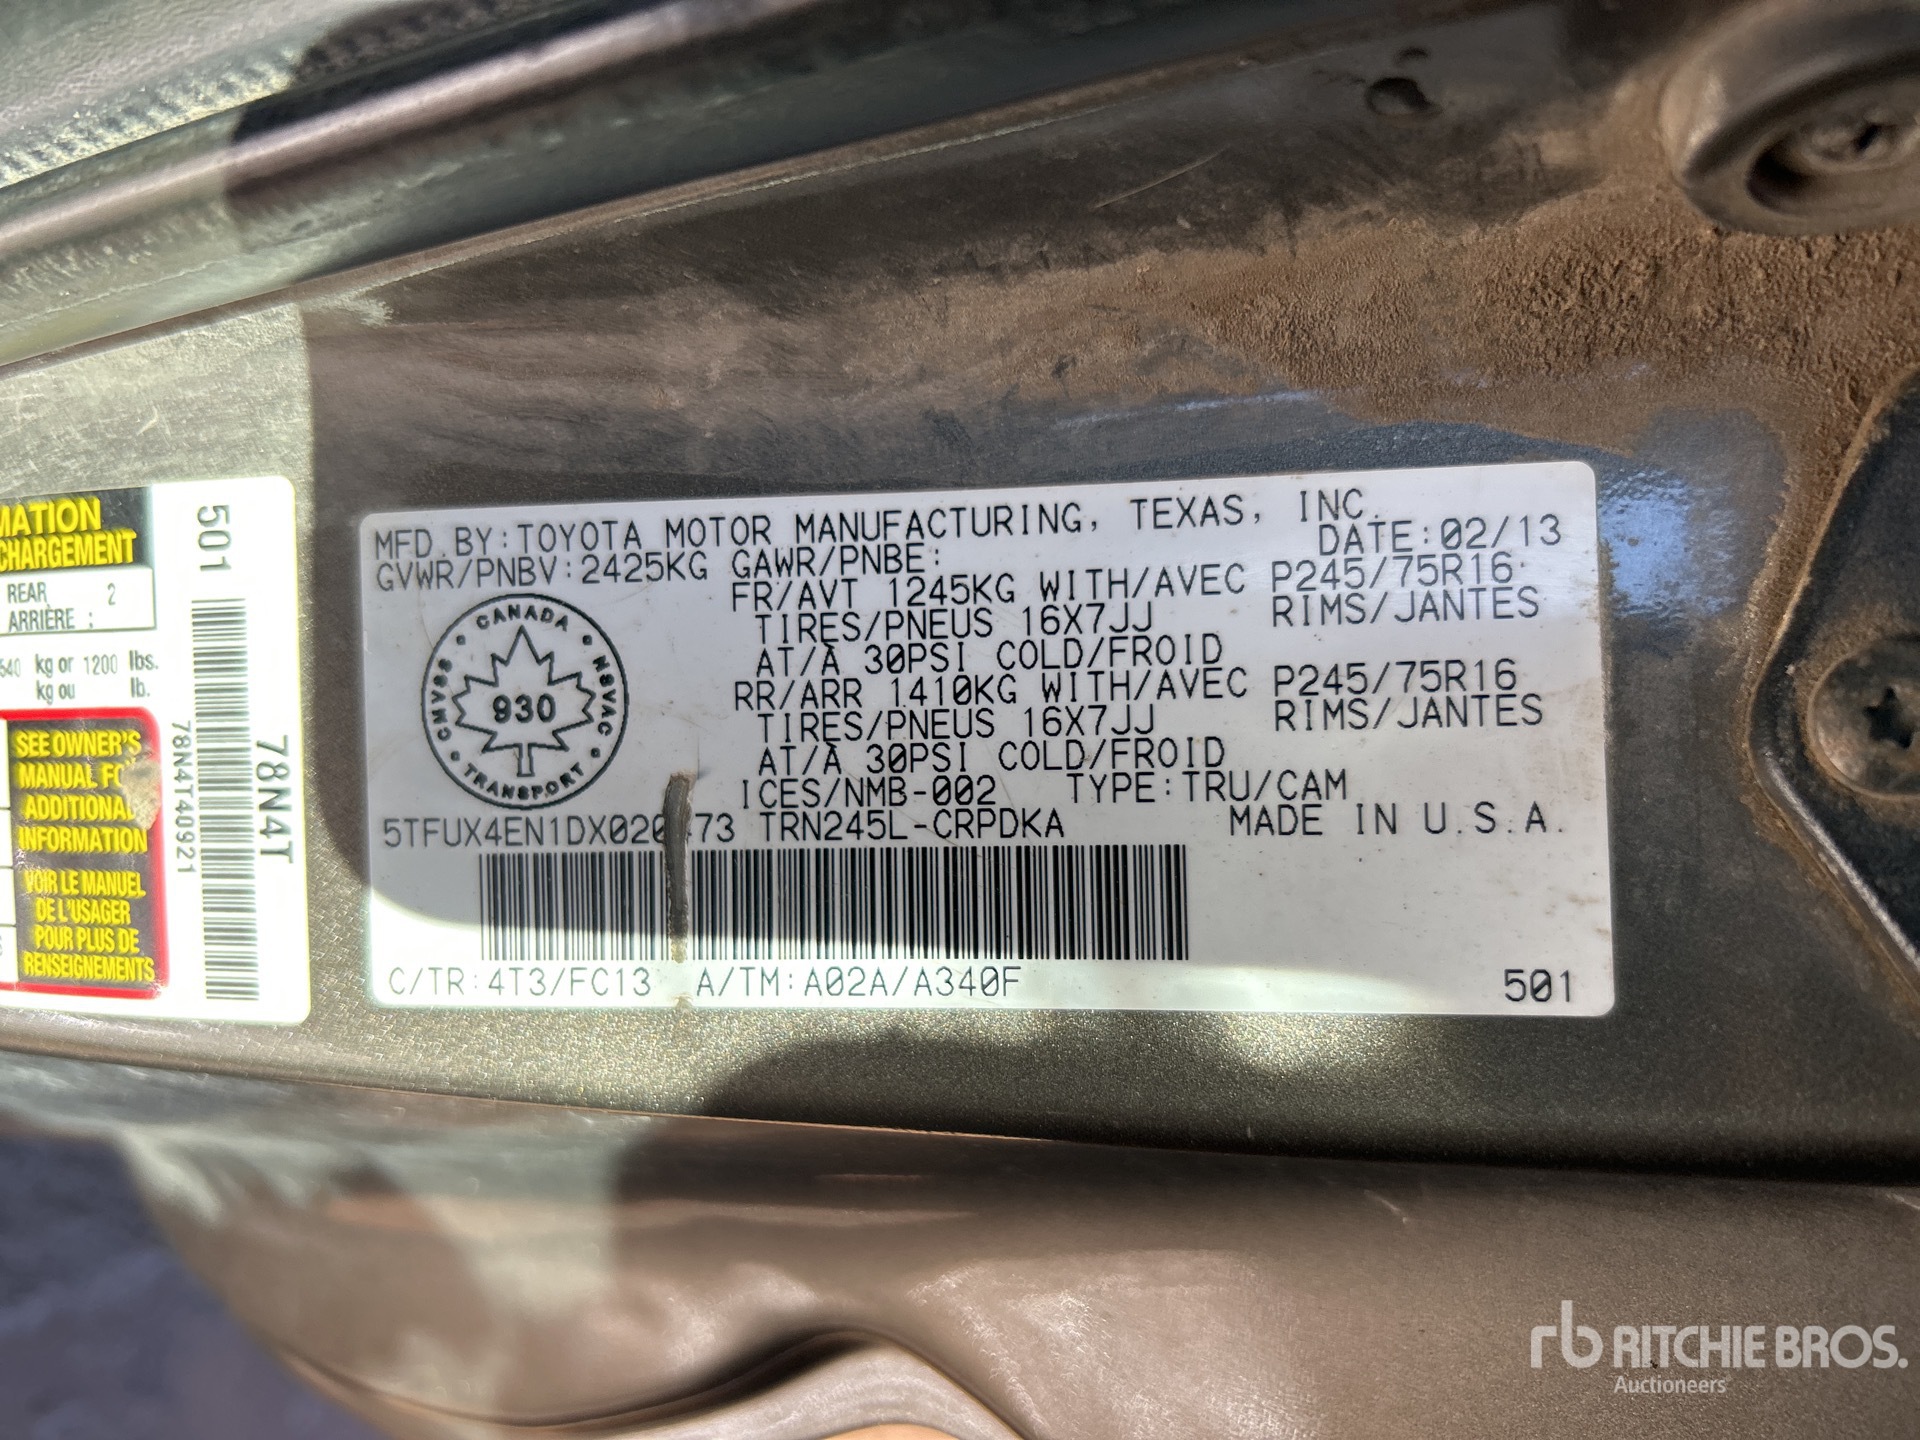 MATION
CHARGEMENT
REAR
ARRIÈRE : 2
kg or 1200 lbs.
kg ou lb.
SEE OWNER'S
MANUAL
ADDITIONAL
INFORMATION
VOIR LE MANUEL
DE L'USAGER
POUR PLUS DE
RENSEIGNEMENTS
501
78N4T40921
78N4T
MFD. BY: TOYOTA MOTOR MANUFACTURING, TEXAS, INC.
DATE: 02/13
GVWR/PNBV: 2425KG GAWR/PNBE:
FR/AVT 1245KG WITH/AVEC P245/75R16
TIRES/PNEUS 16X7JJ RIMS/JANTES
AT/À 30PSI COLD/FROID
RR/ARR 1410KG WITH/AVEC P245/75R16
TIRES/PNEUS 16X7JJ RIMS/JANTES
AT/À 30PSI COLD/FROID
ICES/NMB-002 TYPE: TRU/CAM
CANADA
CMVSS NSVAC
930
TRANSPORT
TRN245L-CRPDKA MADE IN U.S.A.
C/TR: 4T3/FC13 A/TM: A02A/A340F 501
rb RITCHIE BROS.
Auctioneers